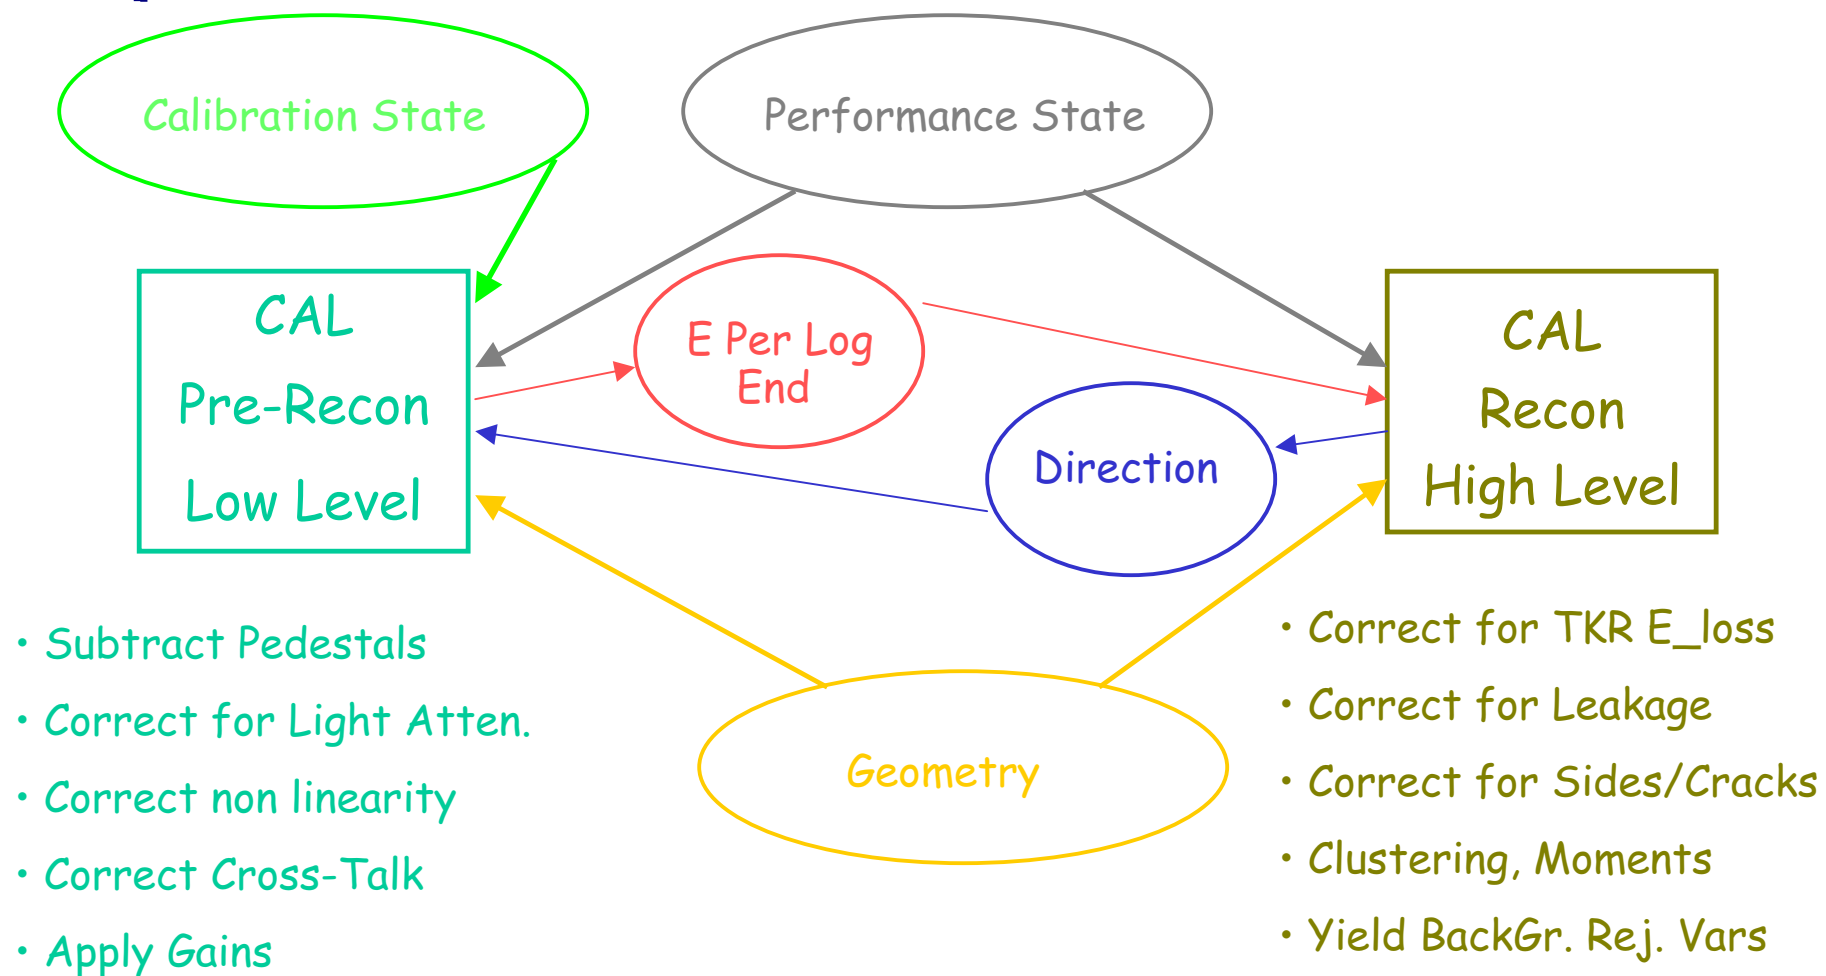 Calibration State
Performance State
CAL
Pre-Recon
Low Level
E Per Log
End
Direction
CAL
Recon
High Level
Geometry
• Subtract Pedestals
• Correct for Light Atten.
• Correct non linearity
• Correct Cross-Talk
• Apply Gains
• Correct for TKR E_loss
• Correct for Leakage
• Correct for Sides/Cracks
• Clustering, Moments
• Yield BackGr. Rej. Vars